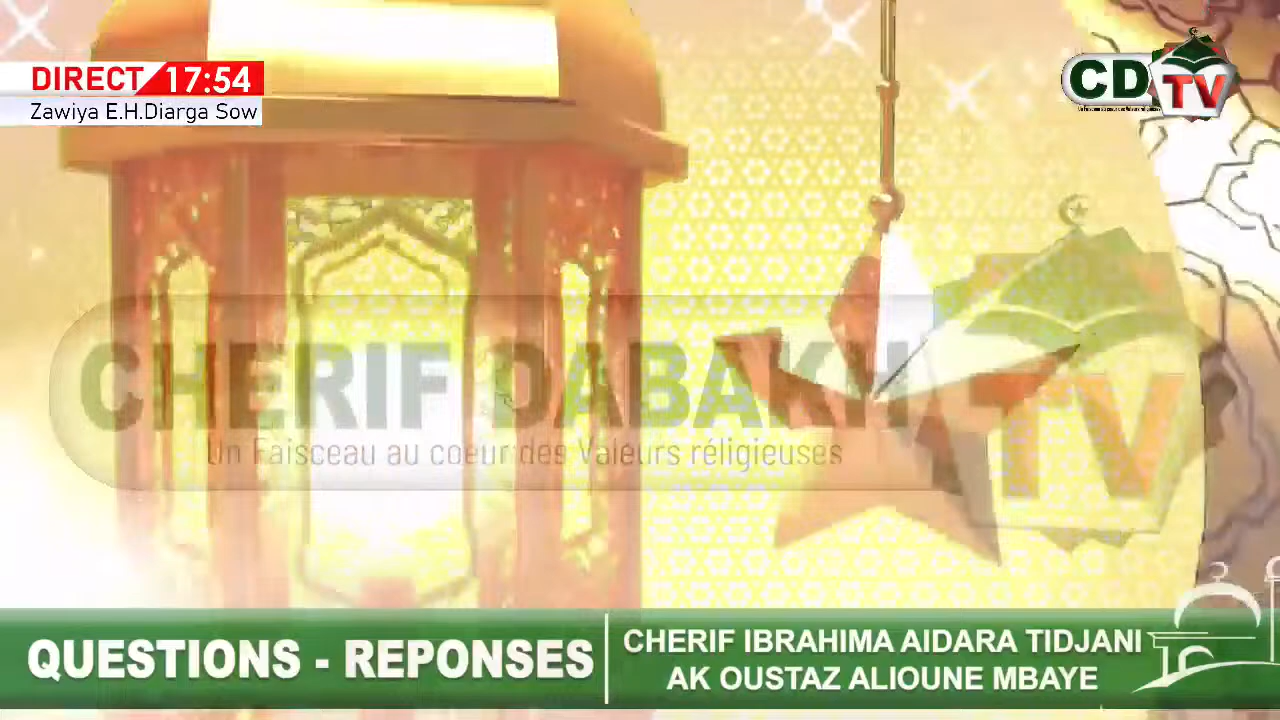 DIRECT 17:54
Zawiya E.H.Diarga Sow
CDTV
CHERIF DABAKH TV
Un Faisceau au coeur des Valeurs réligieuses
QUESTIONS - REPONSES
CHERIF IBRAHIMA AIDARA TIDJANI
AK OUSTAZ ALIOUNE MBAYE